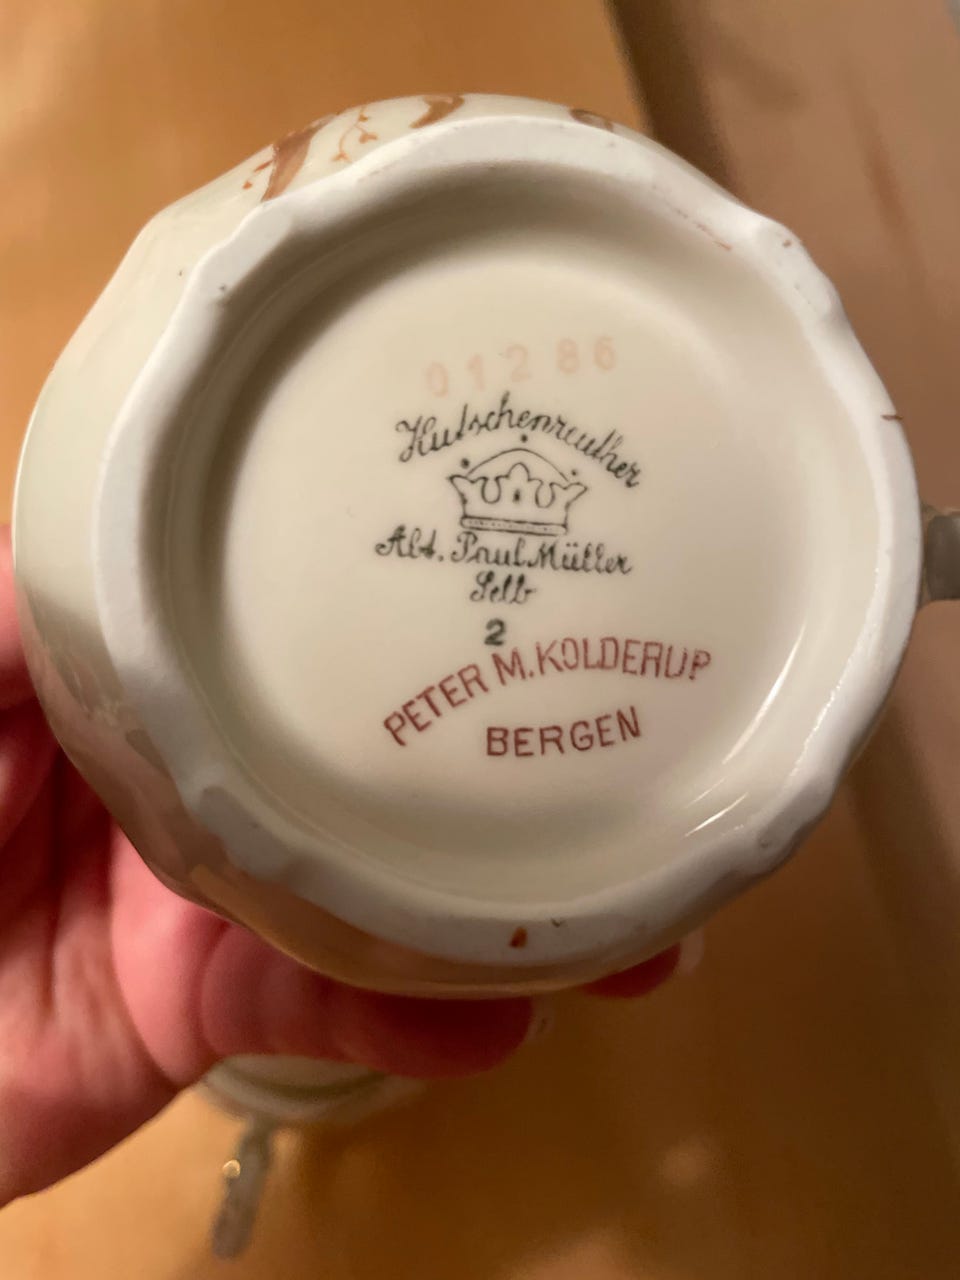 01286
Hutschenreuther
Abt. Paul Müller
Selb
2
PETER M. KOLDERUP
BERGEN